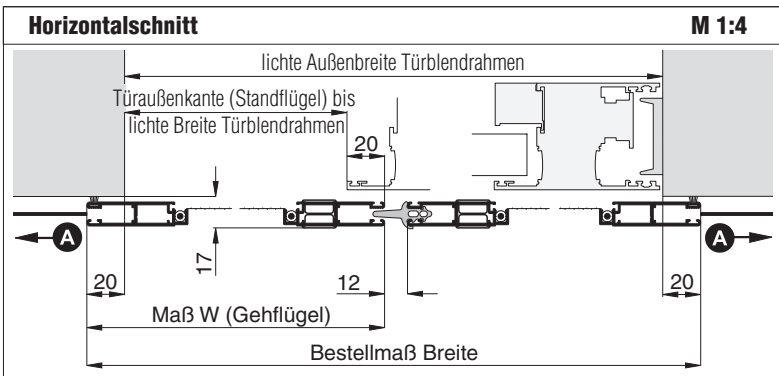 Horizontalschnitt M 1:4
lichte Außenbreite Türblendrahmen
Türaußenkante (Standflügel) bis
lichte Breite Türblendrahmen
20
A
A
17
20
12
20
Maß W (Gehflügel)
Bestellmaß Breite